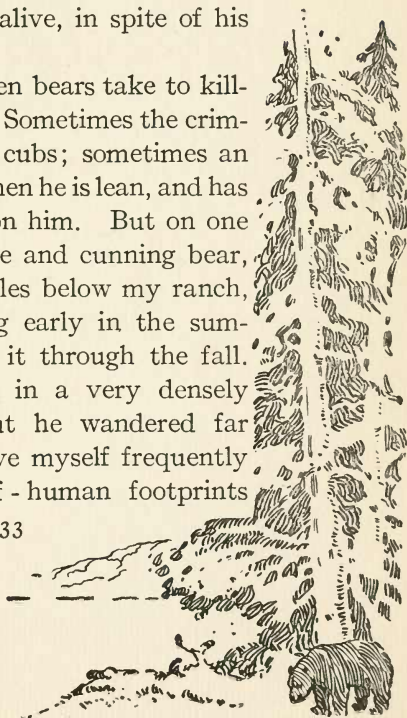 alive, in spite of his
en bears take to kill-
Sometimes the crim-
cubs; sometimes an
hen he is lean, and has
on him. But on one
e and cunning bear,
les below my ranch,
g early in the sum-
it through the fall.
in a very densely
ut he wandered far
ve myself frequently
f-human footprints
33